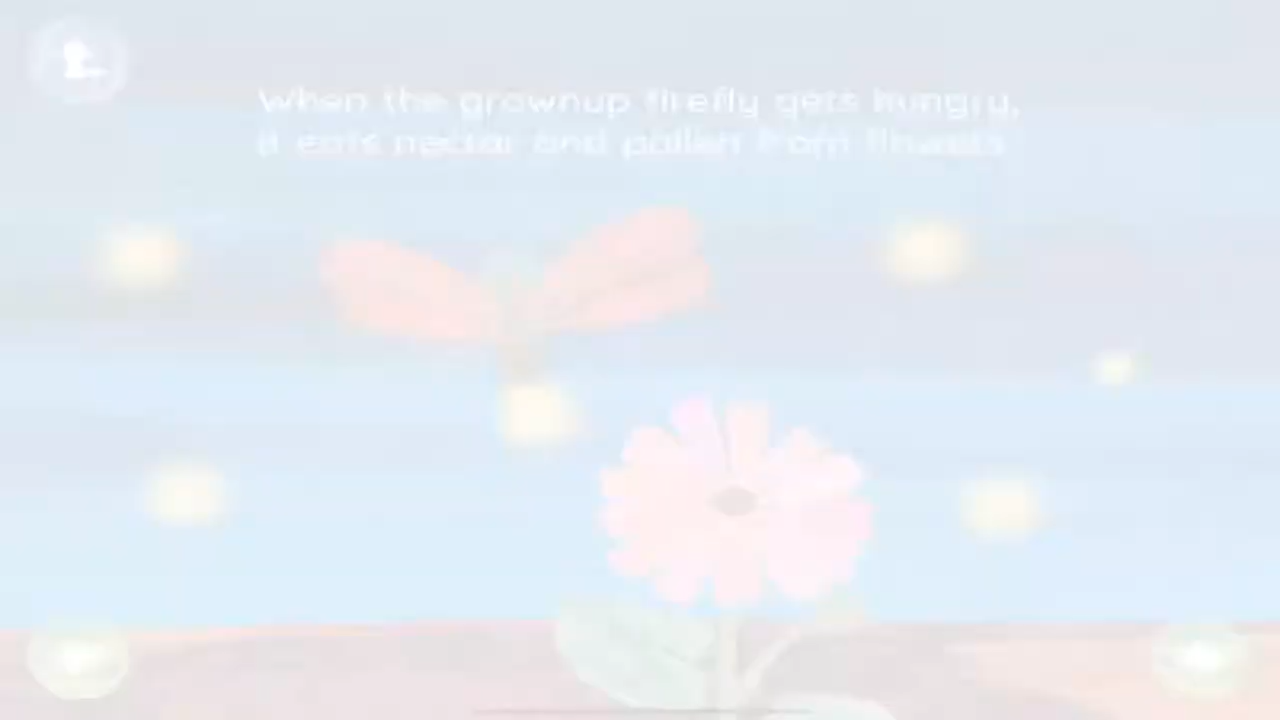 When the grownup firefly gets hungry,
it eats nectar and pollen from flowers.